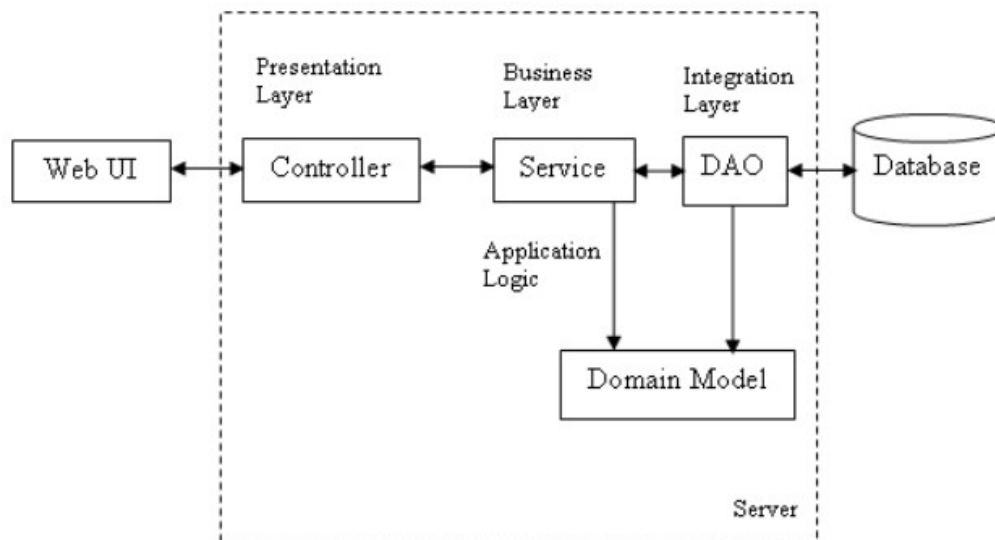 Presentation
Layer
Business
Layer
Integration
Layer
Web UI
Controller
Service
DAO
Database
Application
Logic
Domain Model
Server